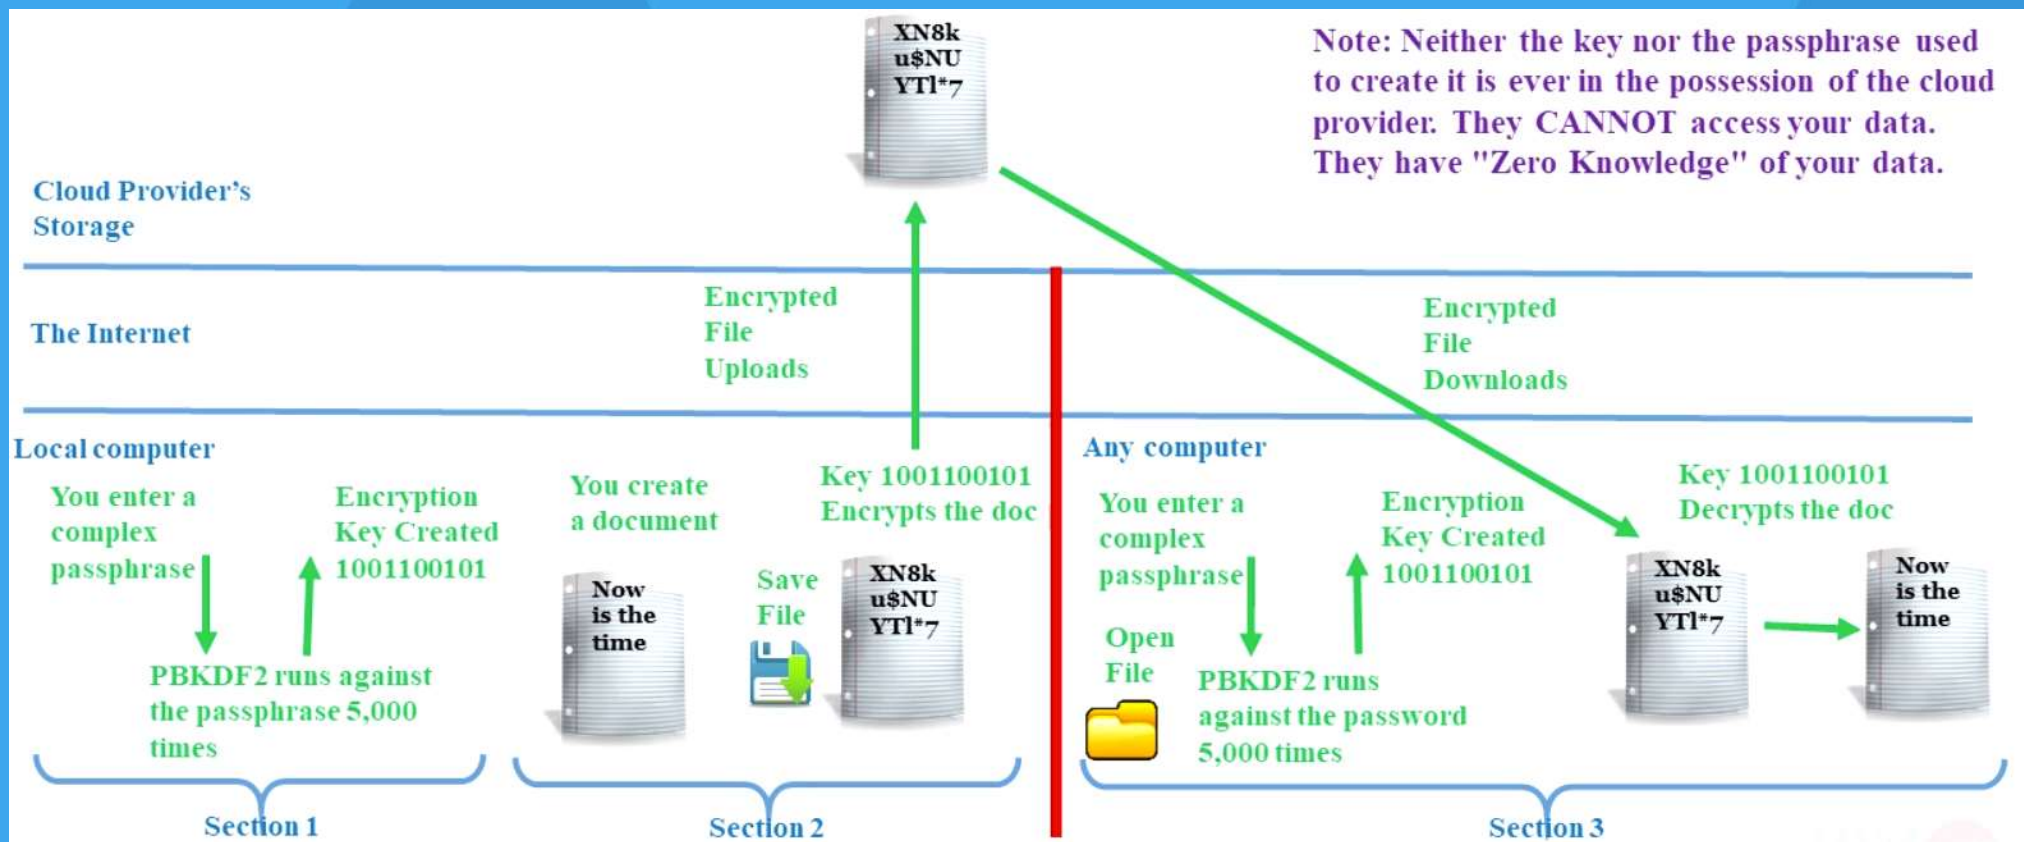 XN8k
u$NU
YTl*7
Note: Neither the key nor the passphrase used
to create it is ever in the possession of the cloud
provider. They CANNOT access your data.
They have "Zero Knowledge" of your data.
Cloud Provider's
Storage
The Internet
Encrypted
File
Uploads
Encrypted
File
Downloads
Local computer
You enter a
complex
passphrase
Encryption
Key Created
1001100101
PBKDF2 runs against
the passphrase 5,000
times
Section 1
You create
a document
Now
is the
time
Save
File
Key 1001100101
Encrypts the doc
XN8k
u$NU
YTl*7
Section 2
Any computer
You enter a
complex
passphrase
Open
File
Encryption
Key Created
1001100101
PBKDF2 runs
against the password
5,000 times
Key 1001100101
Decrypts the doc
XN8k
u$NU
YTl*7
Now
is the
time
Section 3